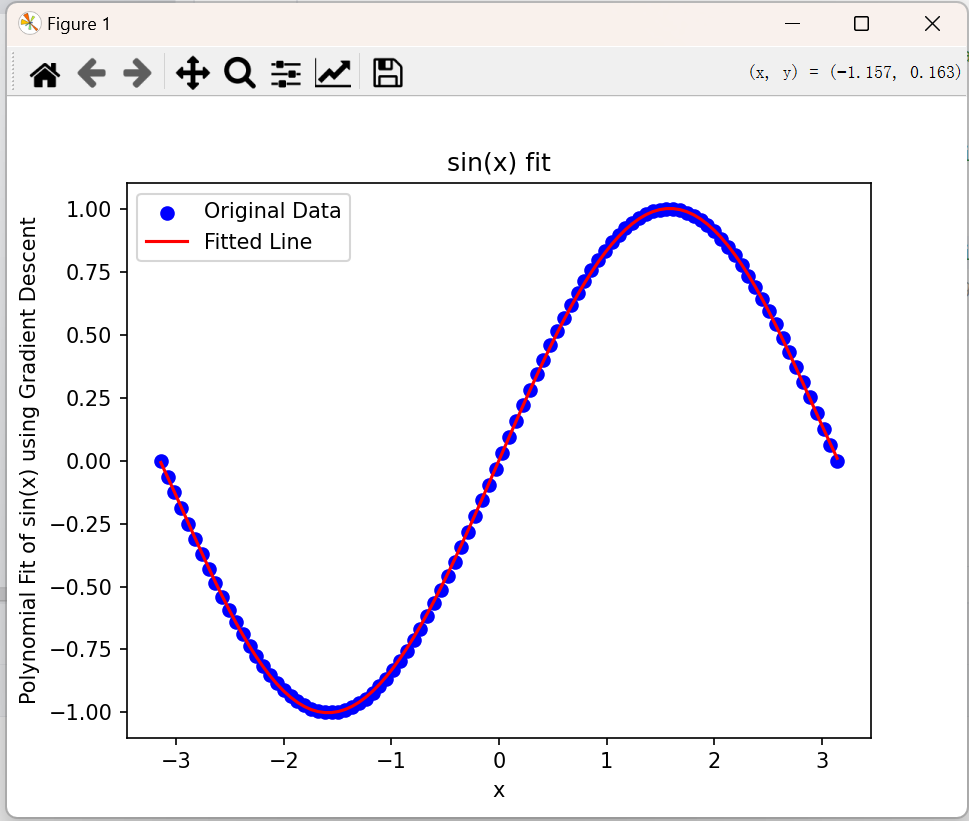 Figure 1
(x, y) = (-1.157, 0.163)
sin(x) fit
Original Data
Fitted Line
Polynomial Fit of sin(x) using Gradient Descent
1.00
0.75
0.50
0.25
0.00
−0.25
−0.50
−0.75
−1.00
−3 −2 −1 0 1 2 3
x